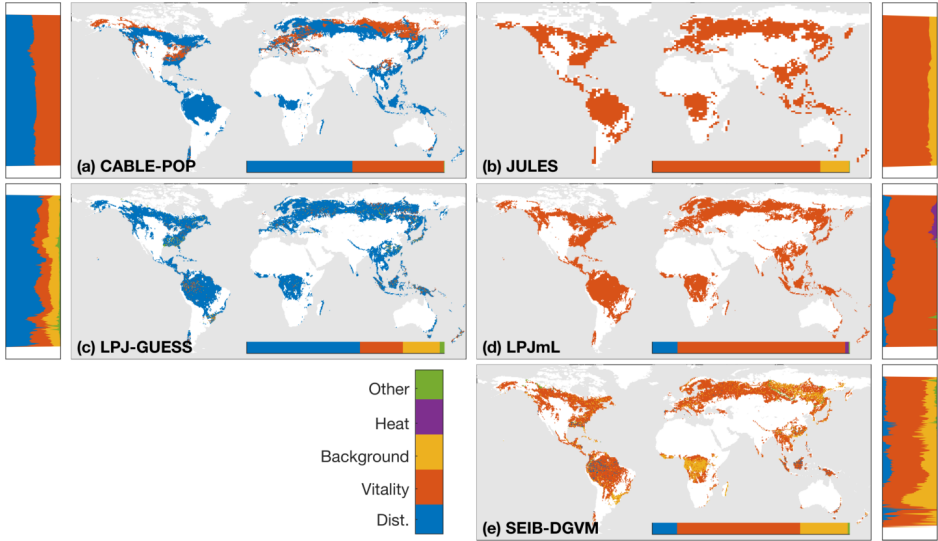 (a) CABLE-POP
(b) JULES
(c) LPJ-GUESS
(d) LPJmL
Other
Heat
Background
Vitality
Dist.
(e) SEIB-DGVM